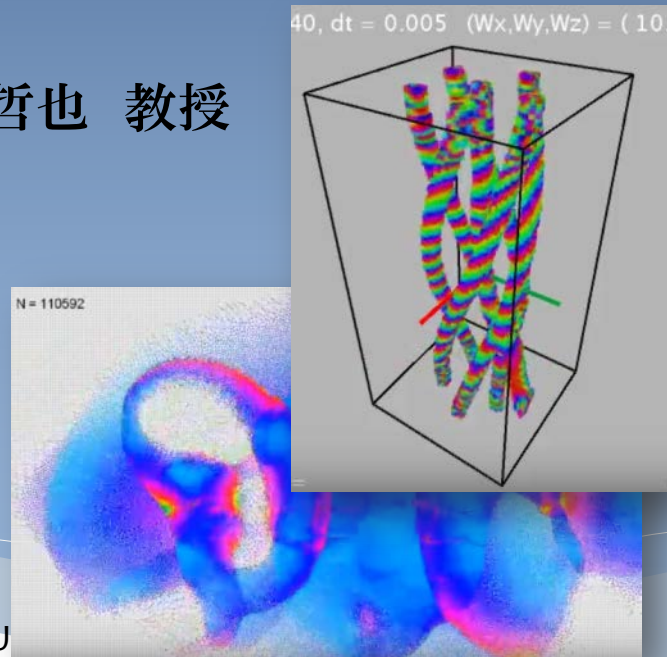 40, dt = 0.005 (Wx,Wy,Wz) = ( 10.
哲也 教授
N = 110592